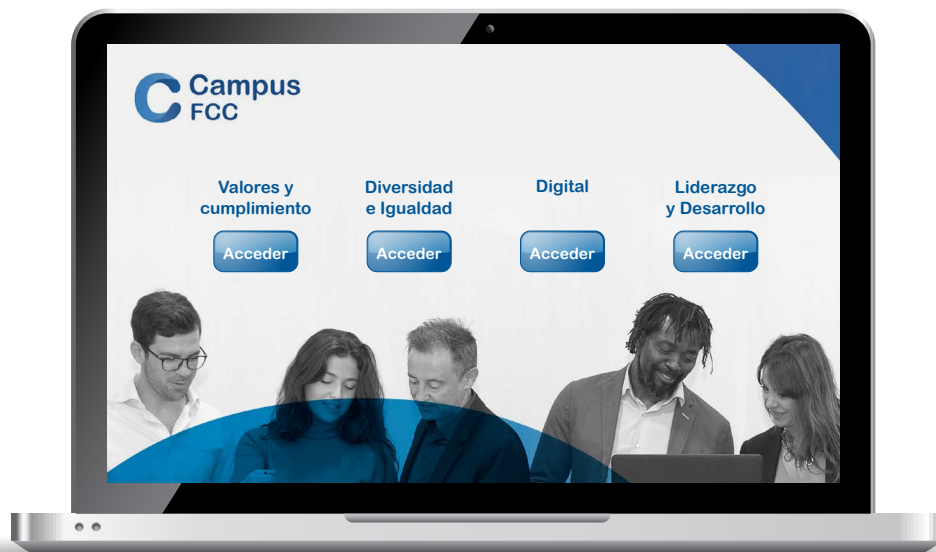 Campus
FCC
Valores y
cumplimiento
Diversidad
e Igualdad
Digital
Liderazgo
y Desarrollo
Acceder
Acceder
Acceder
Acceder